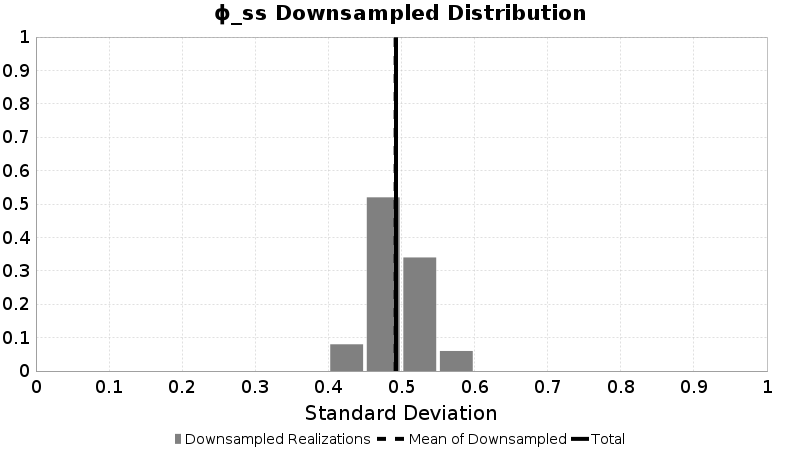 ϕ_ss Downsampled Distribution
1
0.9
0.8
0.7
0.6
0.5
0.4
0.3
0.2
0.1
0
0 0.1 0.2 0.3 0.4 0.5 0.6 0.7 0.8 0.9 1
Standard Deviation
Downsampled Realizations Mean of Downsampled Total